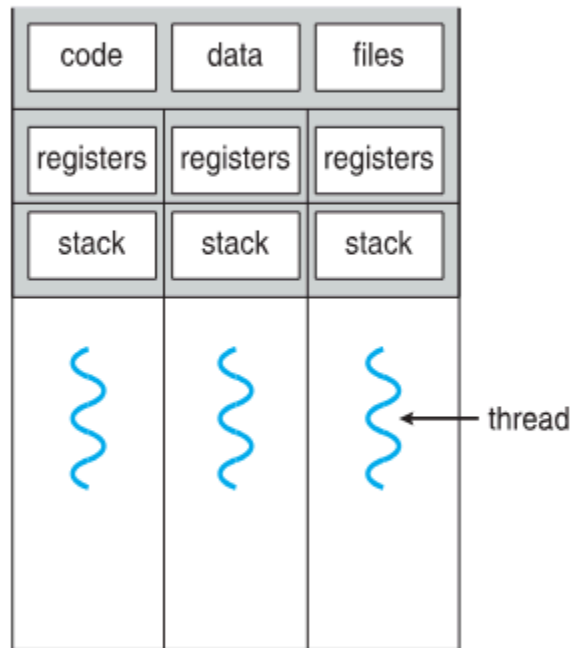 code data files
registers registers registers
stack stack stack
thread